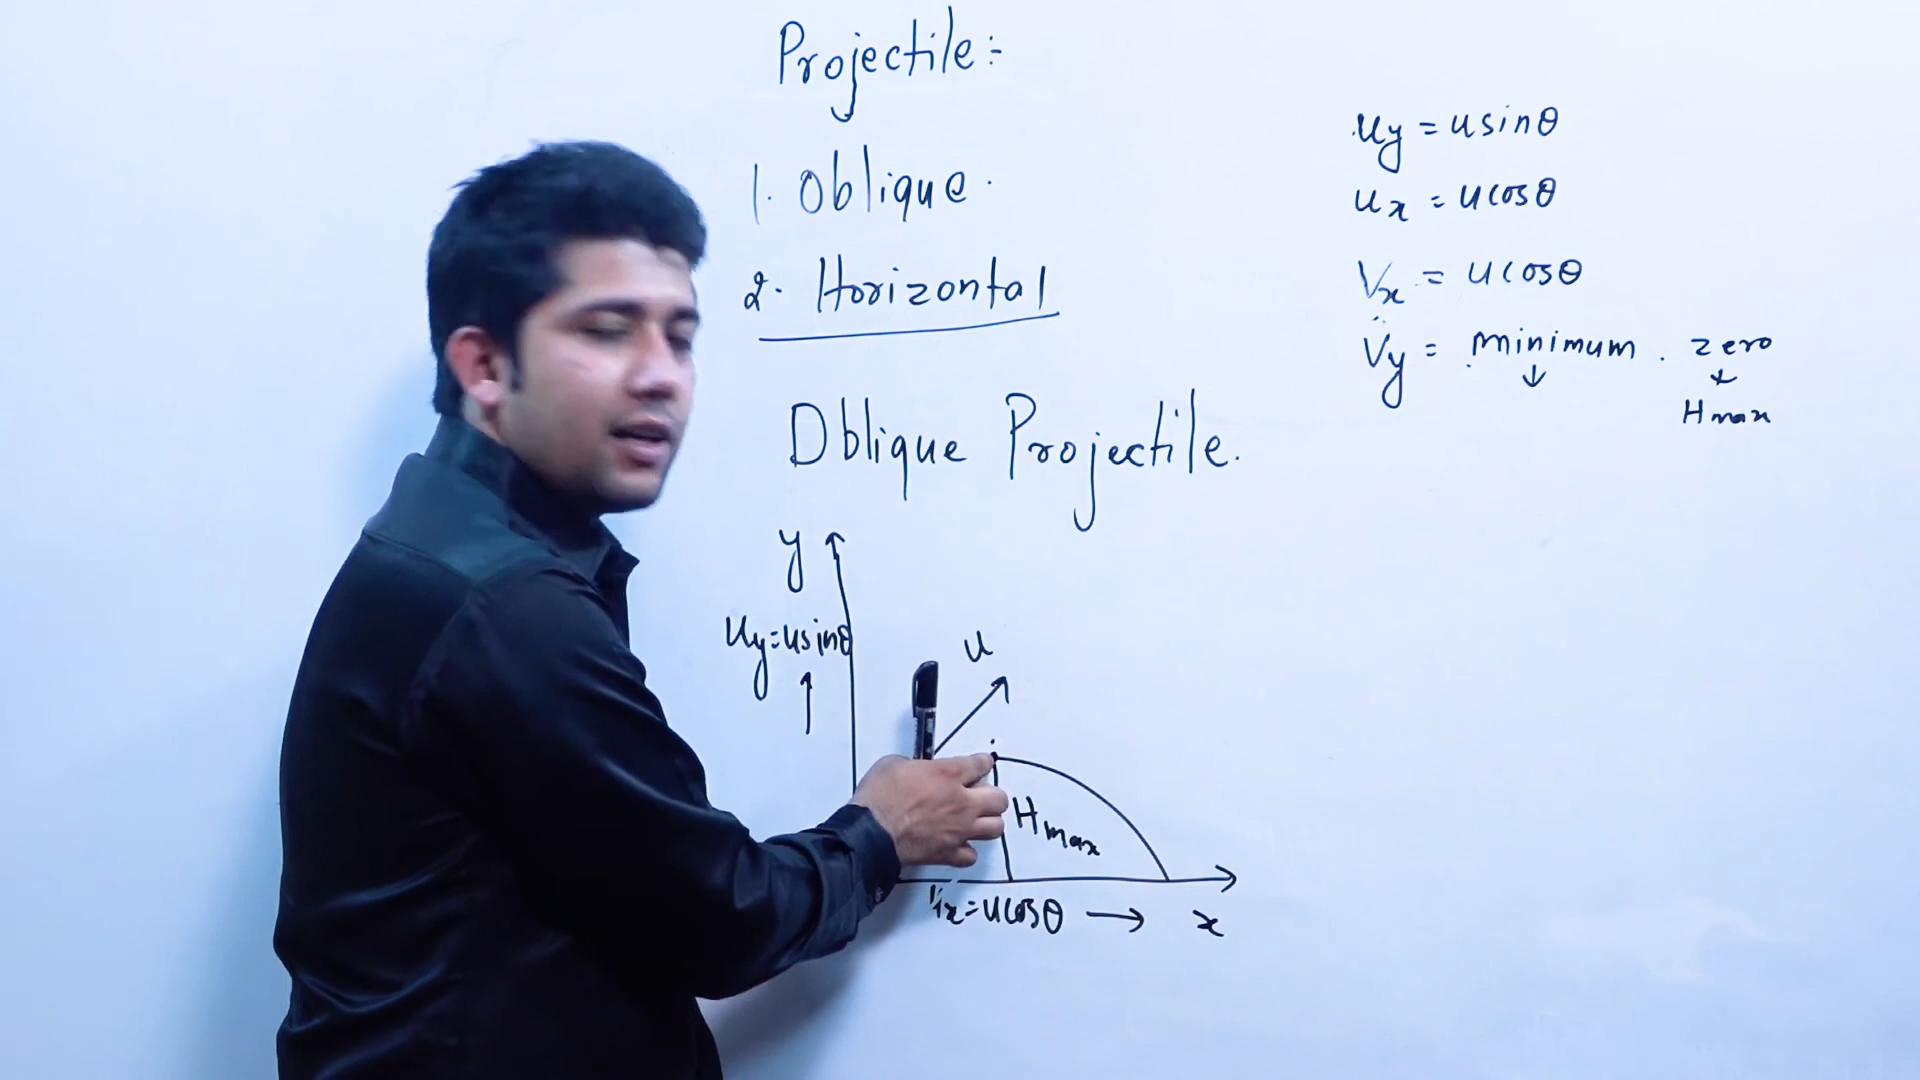 Projectile:-
1. Oblique.
2. Horizontal
Oblique Projectile.
y
uy=usinθ
u
Hmax
x=ucosθ → x
uy = usinθ
ux = ucosθ
Vx = ucosθ
Vy = minimum. zero
Hmax